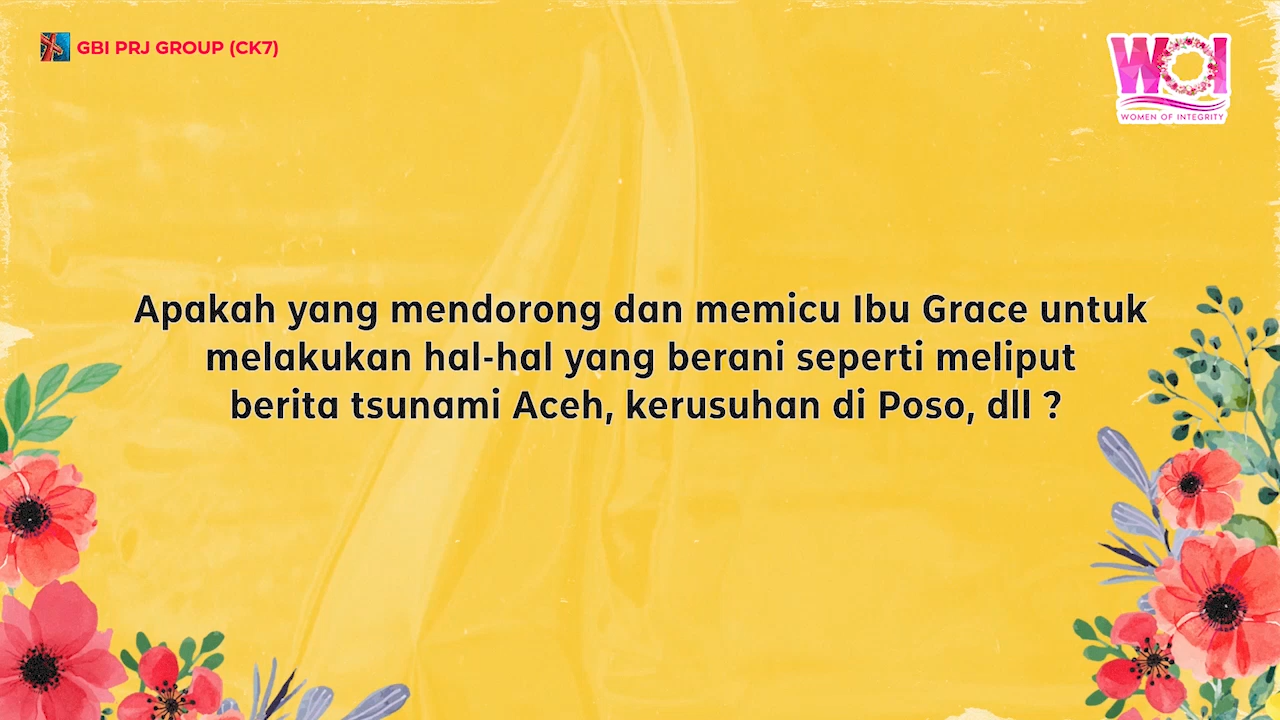 GBI PRJ GROUP (CK7)
WOI
WOMEN OF INTEGRITY
Apakah yang mendorong dan memicu Ibu Grace untuk
melakukan hal-hal yang berani seperti meliput
berita tsunami Aceh, kerusuhan di Poso, dll ?